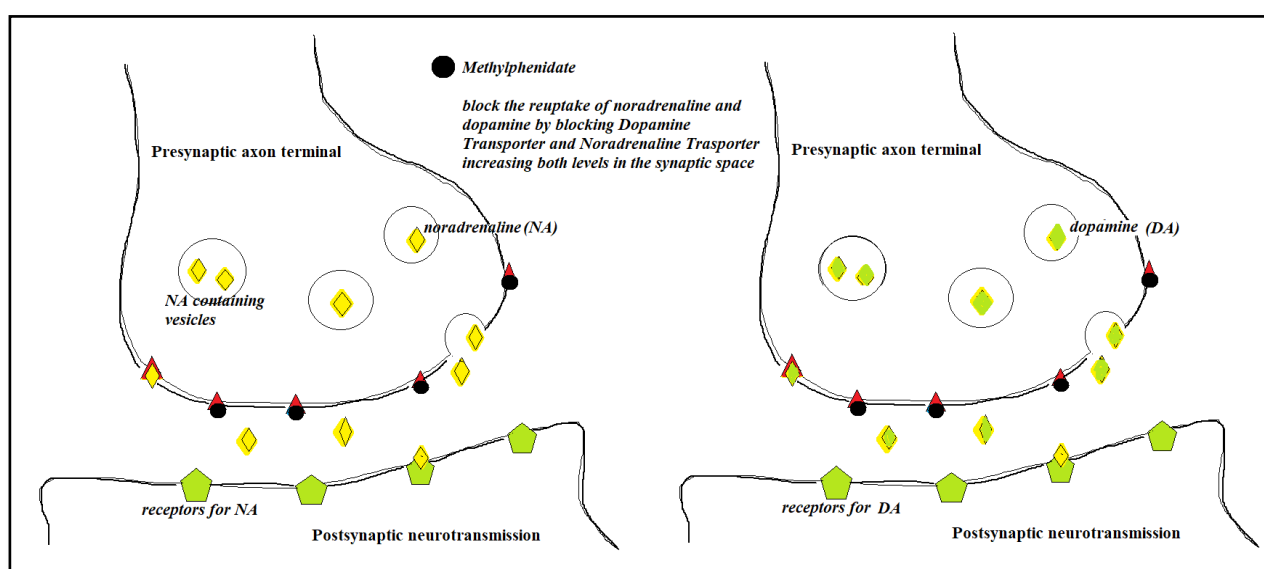 Methylphenidate
block the reuptake of noradrenaline and
dopamine by blocking Dopamine
Transporter and Noradrenaline Trasporter
increasing both levels in the synaptic space
Presynaptic axon terminal
noradrenaline (NA)
NA containing
vesicles
receptors for NA
Postsynaptic neurotransmission
Presynaptic axon terminal
dopamine (DA)
receptors for DA
Postsynaptic neurotransmission